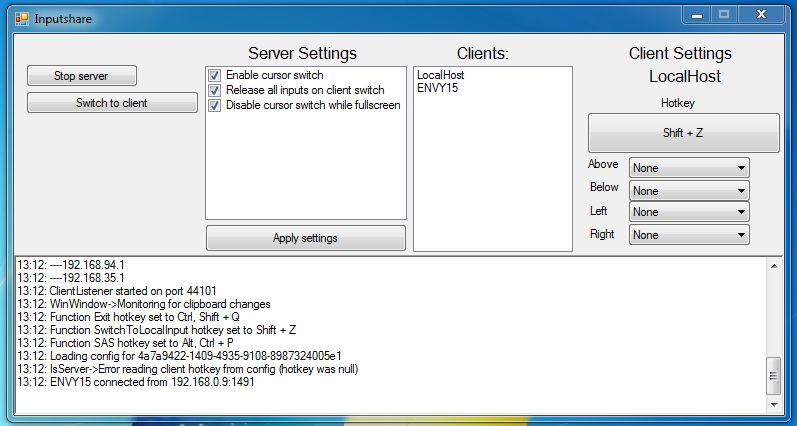 Inputshare
Server Settings
Clients:
Client Settings
LocalHost
Stop server
Switch to client
Enable cursor switch
Release all inputs on client switch
Disable cursor switch while fullscreen
Apply settings
LocalHost
ENVY15
Hotkey
Shift + Z
Above None
Below None
Left None
Right None
13:12: ----192.168.94.1
13:12: ----192.168.35.1
13:12: ClientListener started on port 44101
13:12: WinWindow->Monitoring for clipboard changes
13:12: Function Exit hotkey set to Ctrl, Shift + Q
13:12: Function SwitchToLocalInput hotkey set to Shift + Z
13:12: Function SAS hotkey set to Alt, Ctrl + P
13:12: Loading config for 4a7a9422-1409-4935-9108-8987324005e1
13:12: IsServer->Error reading client hotkey from config (hotkey was null)
13:12: ENVY15 connected from 192.168.0.9:1491